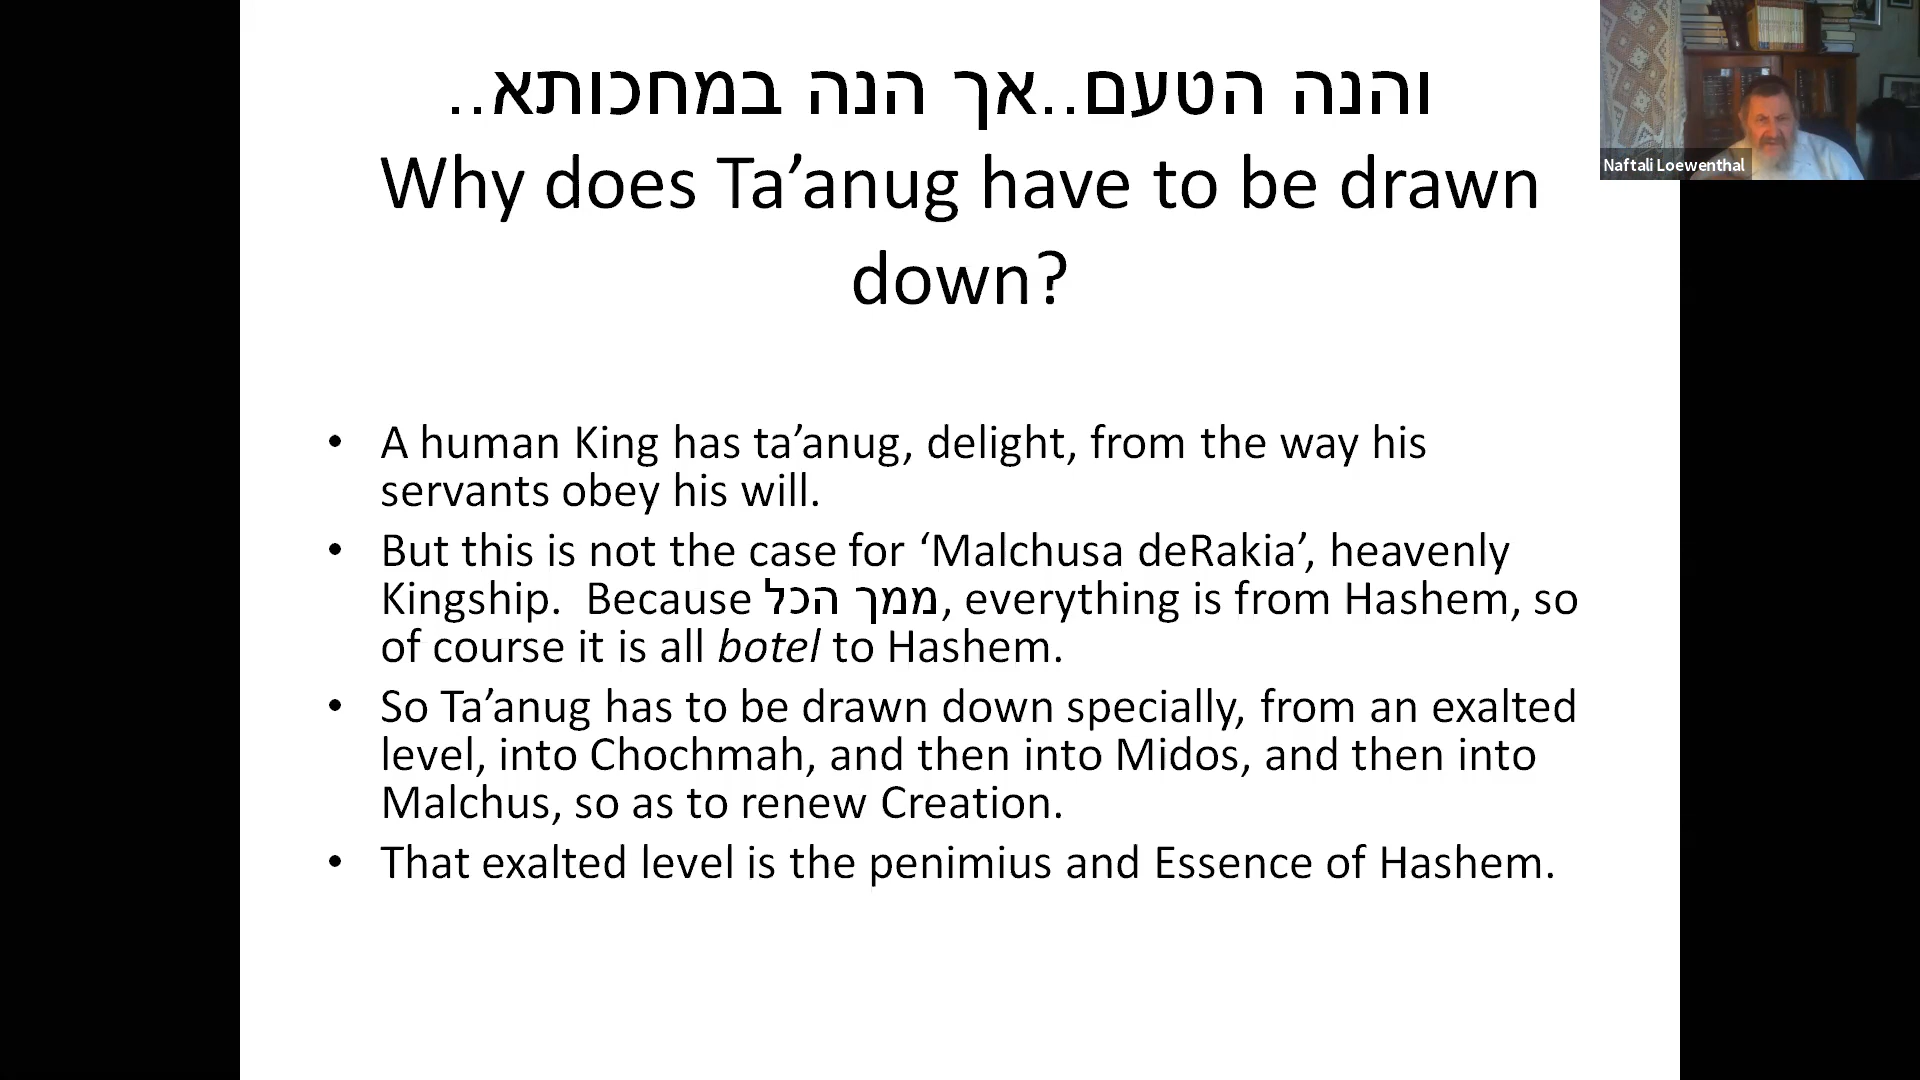 והנה הטעם..אך הנה במחכותא..
Why does Ta’anug have to be drawn
down?
• A human King has ta’anug, delight, from the way his
servants obey his will.
• But this is not the case for ‘Malchusa deRakia’, heavenly
Kingship.  Because ממך הכל, everything is from Hashem, so
of course it is all botel to Hashem.
• So Ta’anug has to be drawn down specially, from an exalted
level, into Chochmah, and then into Midos, and then into
Malchus, so as to renew Creation.
• That exalted level is the penimius and Essence of Hashem.
Naftali Loewenthal